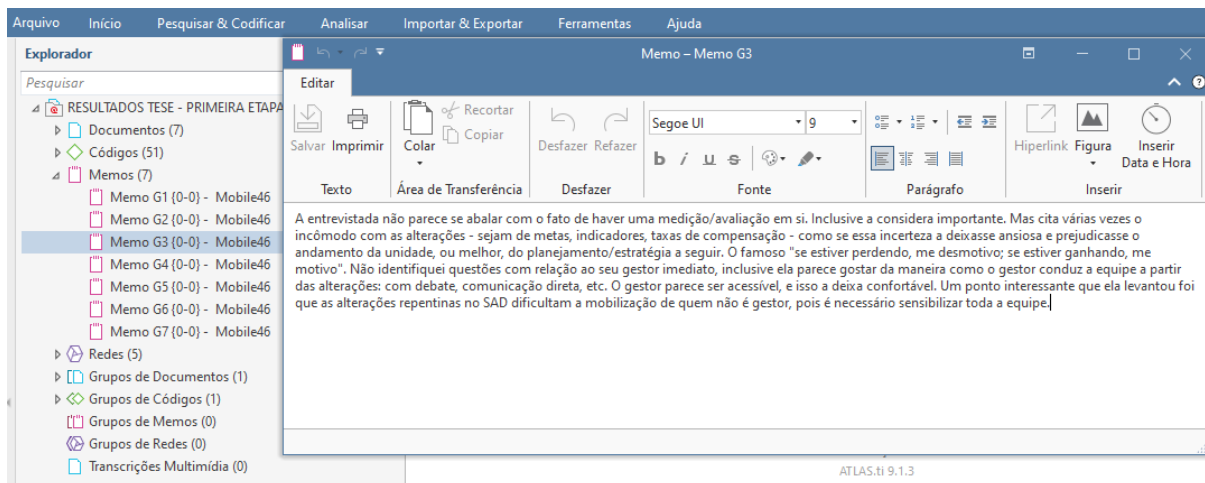 Arquivo Início Pesquisar & Codificar Analisar Importar & Exportar Ferramentas Ajuda
Explorador
Pesquisar
RESULTADOS TESE - PRIMEIRA ETAPA
Documentos (7)
Códigos (51)
Memos (7)
Memo G1 {0-0} - Mobile46
Memo G2 {0-0} - Mobile46
Memo G3 {0-0} - Mobile46
Memo G4 {0-0} - Mobile46
Memo G5 {0-0} - Mobile46
Memo G6 {0-0} - Mobile46
Memo G7 {0-0} - Mobile46
Redes (5)
Grupos de Documentos (1)
Grupos de Códigos (1)
Grupos de Memos (0)
Grupos de Redes (0)
Transcrições Multimídia (0)
Memo – Memo G3
Editar
Salvar Imprimir
Texto
Colar
Recortar
Copiar
Área de Transferência
Desfazer Refazer
Desfazer
Segoe UI 9
b i u s
Fonte
Parágrafo
Hiperlink Figura Inserir
Data e Hora
Inserir
A entrevistada não parece se abalar com o fato de haver uma medição/avaliação em si. Inclusive a considera importante. Mas cita várias vezes o
incômodo com as alterações - sejam de metas, indicadores, taxas de compensação - como se essa incerteza a deixasse ansiosa e prejudicasse o
andamento da unidade, ou melhor, do planejamento/estratégia a seguir. O famoso "se estiver perdendo, me desmotivo; se estiver ganhando, me
motivo". Não identifiquei questões com relação ao seu gestor imediato, inclusive ela parece gostar da maneira como o gestor conduz a equipe a partir
das alterações: com debate, comunicação direta, etc. O gestor parece ser acessível, e isso a deixa confortável. Um ponto interessante que ela levantou foi
que as alterações repentinas no SAD dificultam a mobilização de quem não é gestor, pois é necessário sensibilizar toda a equipe.
ATLAS.ti 9.1.3